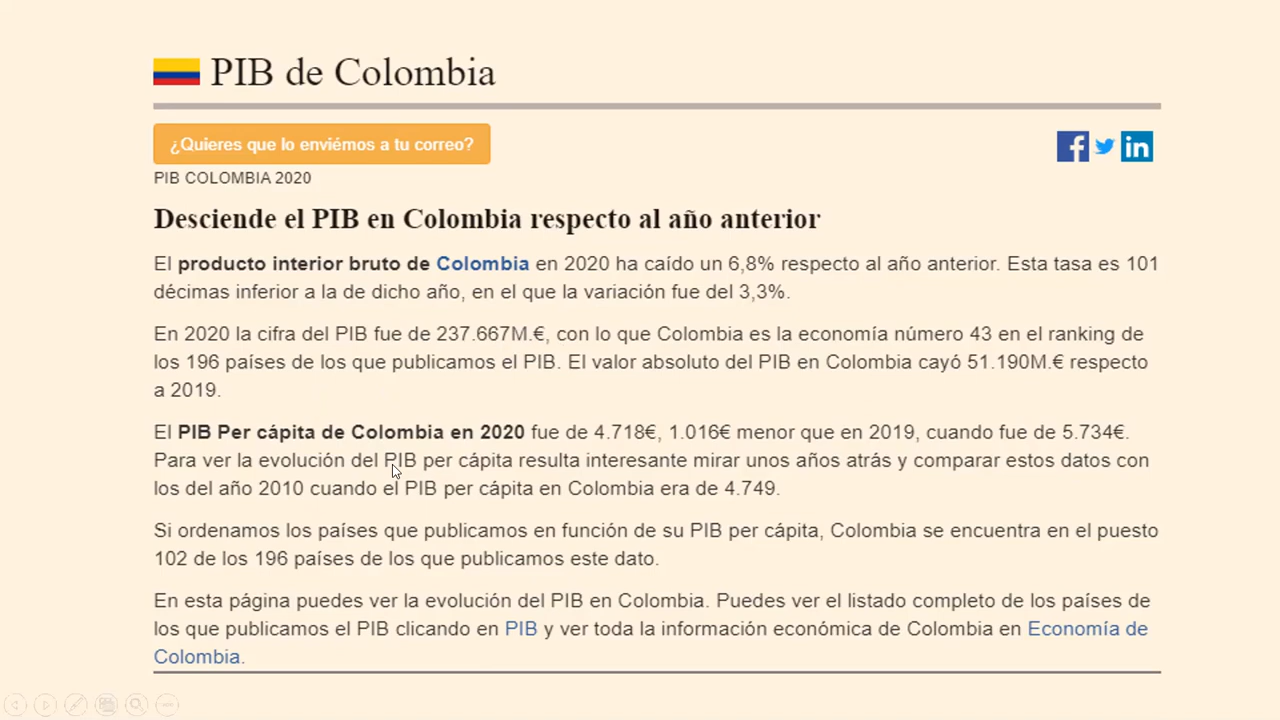 PIB de Colombia
¿Quieres que lo enviémos a tu correo?
PIB COLOMBIA 2020
Desciende el PIB en Colombia respecto al año anterior
El producto interior bruto de Colombia en 2020 ha caído un 6,8% respecto al año anterior. Esta tasa es 101
décimas inferior a la de dicho año, en el que la variación fue del 3,3%.
En 2020 la cifra del PIB fue de 237.667M.€, con lo que Colombia es la economía número 43 en el ranking de
los 196 países de los que publicamos el PIB. El valor absoluto del PIB en Colombia cayó 51.190M.€ respecto
a 2019.
El PIB Per cápita de Colombia en 2020 fue de 4.718€, 1.016€ menor que en 2019, cuando fue de 5.734€.
Para ver la evolución del PIB per cápita resulta interesante mirar unos años atrás y comparar estos datos con
los del año 2010 cuando el PIB per cápita en Colombia era de 4.749.
Si ordenamos los países que publicamos en función de su PIB per cápita, Colombia se encuentra en el puesto
102 de los 196 países de los que publicamos este dato.
En esta página puedes ver la evolución del PIB en Colombia. Puedes ver el listado completo de los países de
los que publicamos el PIB clicando en PIB y ver toda la información económica de Colombia en Economía de
Colombia.